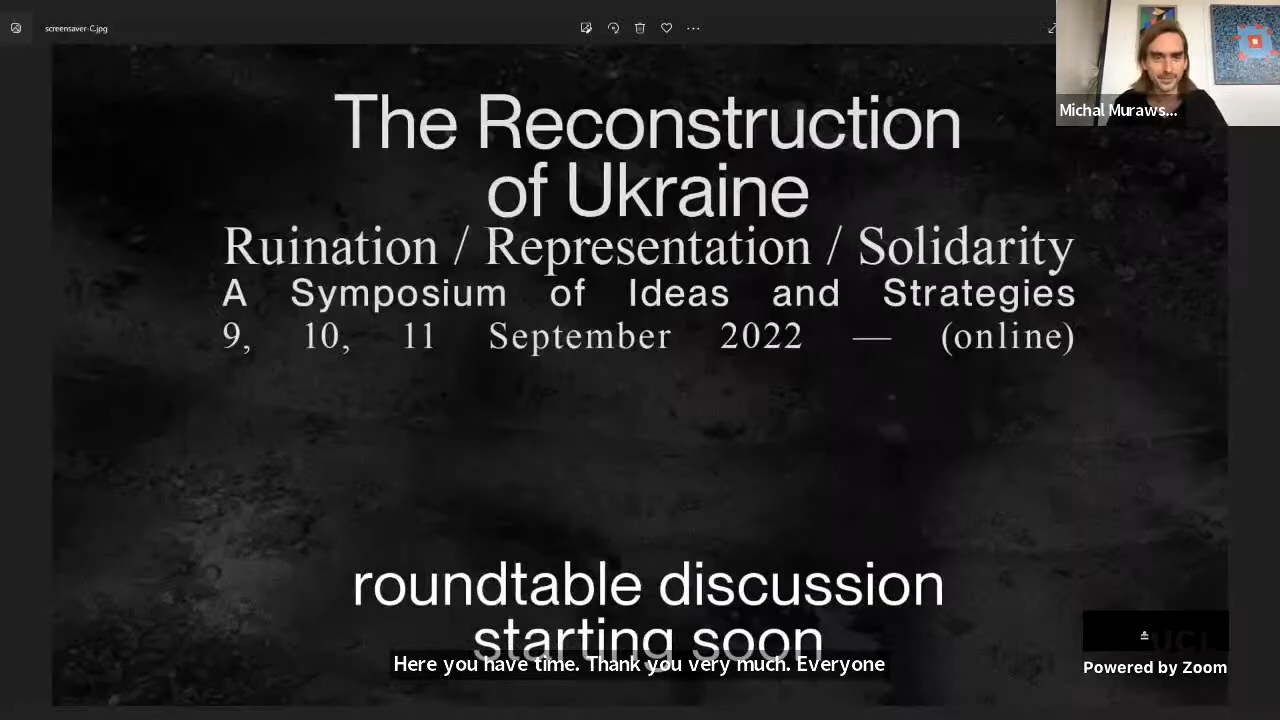 screensaver-C.jpg
Michal Muraws...
The Reconstruction
of Ukraine
Ruination / Representation / Solidarity
A Symposium of Ideas and Strategies
9, 10, 11 September 2022 — (online)
roundtable discussion
starting soon
Here you have time. Thank you very much. Everyone
UCL
Powered by Zoom